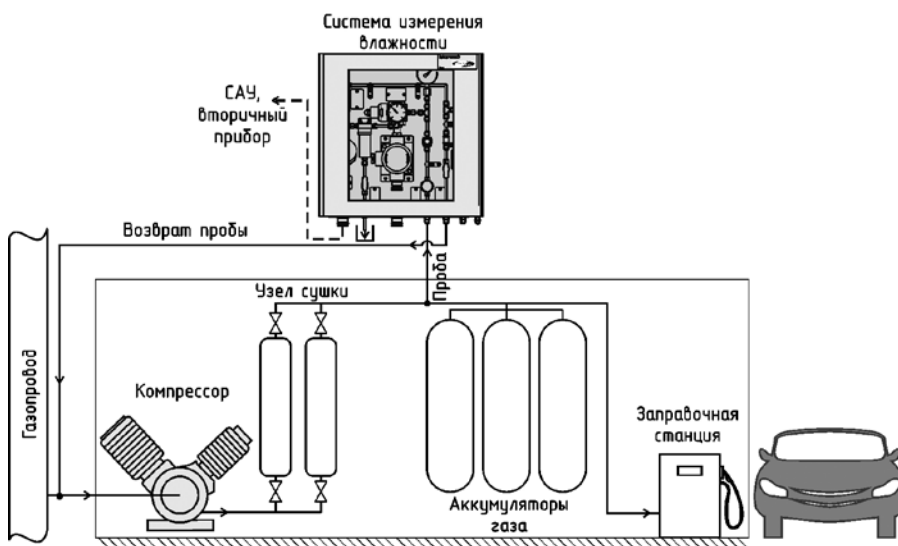 Система измерения
влажности
САУ,
вторичный
прибор
Возврат пробы
Проба
Узел сушки
Газопровод
Компрессор
Заправочная
станция
Аккумуляторы
газа